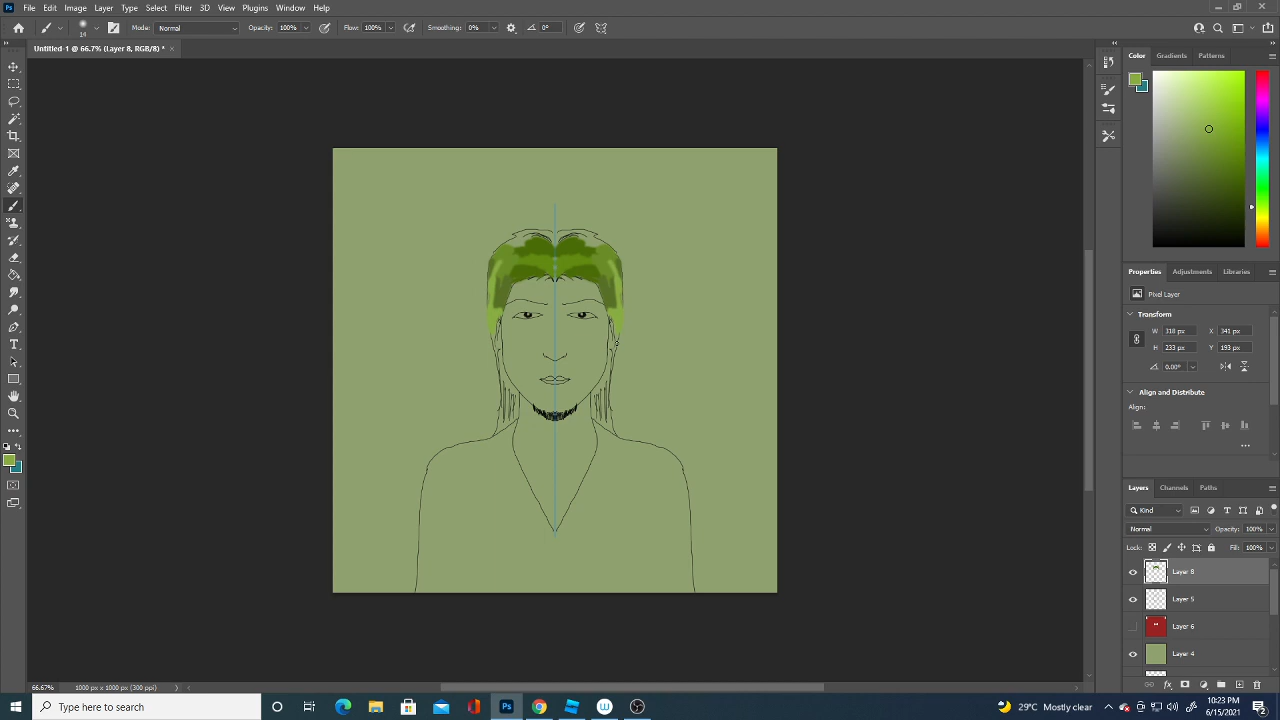 Ps File Edit Image Layer Type Select Filter 3D View Plugins Window Help
14 Mode: Normal Opacity: 100% Flow: 100% Smoothing: 0% 0°
Untitled-1 @ 66.7% (Layer 8, RGB/8) * ×
Color Gradients Patterns
Properties Adjustments Libraries
Pixel Layer
Transform
W 318 px X 341 px
H 233 px Y 193 px
0.00°
Align and Distribute
Align:
Layers Channels Paths
Kind
Normal Opacity: 100%
Lock: Fill: 100%
Layer 8
Layer 5
Layer 6
Layer 4
66.67% 1000 px x 1000 px (300 ppi)
Type here to search
Ps
29°C Mostly clear
10:23 PM
6/15/2021
2